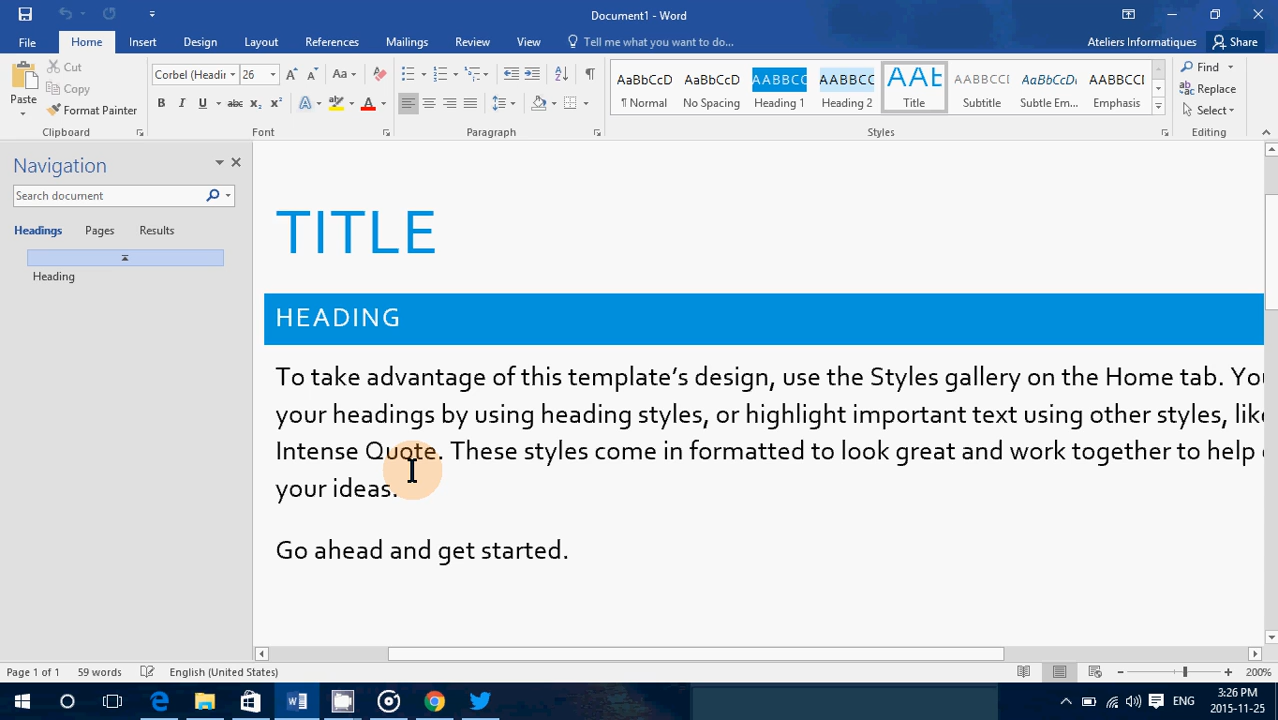 Document1 - Word
File Home Insert Design Layout References Mailings Review View Tell me what you want to do... Ateliers Informatiques Share
Paste
Cut
Copy
Format Painter
Clipboard
Corbel (Headir 26 Aa
B I U abc x₂ x² A A
Font
Paragraph
AaBbCcD AaBbCcD AABBCC AABBCC AAE AABBCCD AaBbCcDı AABBCCI
¶ Normal No Spacing Heading 1 Heading 2 Title Subtitle Subtle Em... Emphasis
Styles
Find
Replace
Select
Editing
Navigation
Search document
Headings Pages Results
Heading
TITLE
HEADING
To take advantage of this template’s design, use the Styles gallery on the Home tab. You
your headings by using heading styles, or highlight important text using other styles, like
Intense Quote. These styles come in formatted to look great and work together to help
your ideas.
Go ahead and get started.
Page 1 of 1 59 words English (United States) 200%
ENG 3:26 PM
2015-11-25